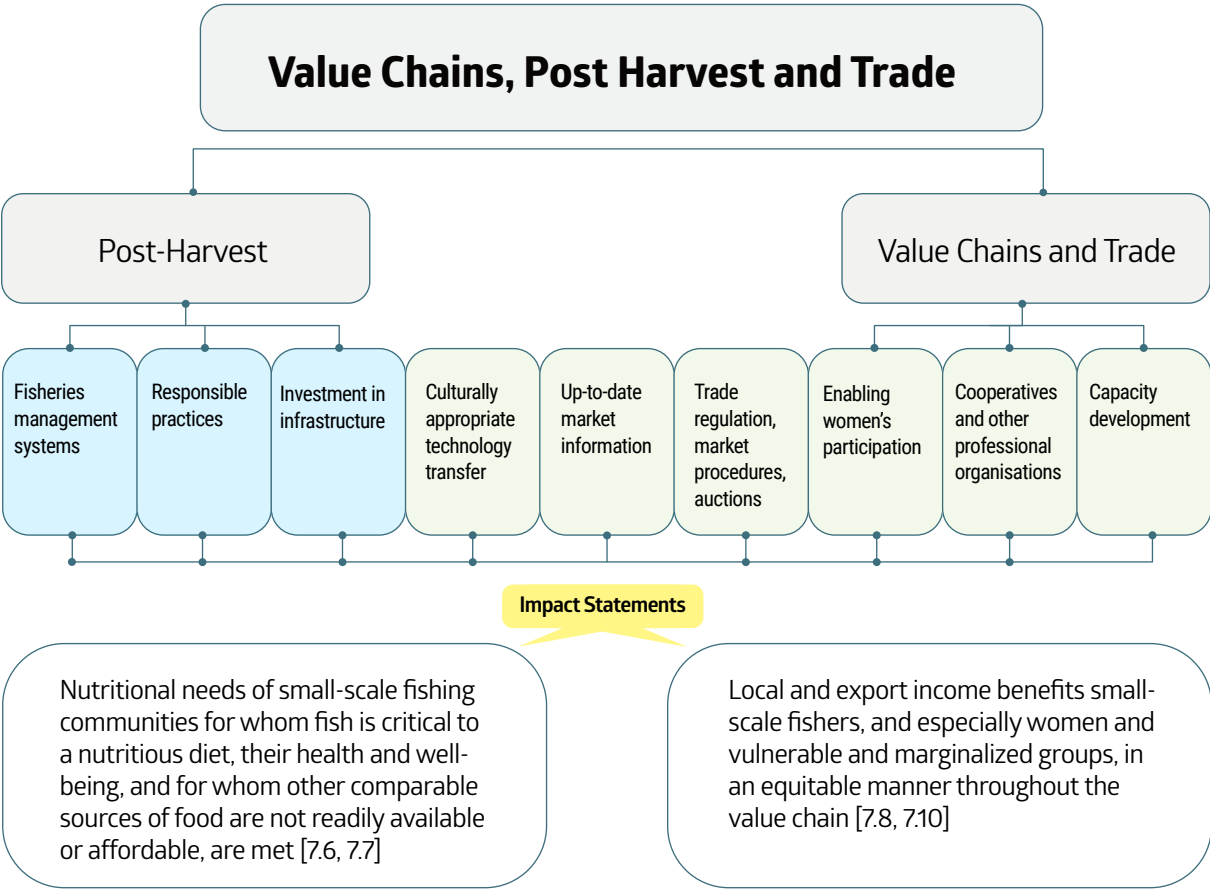 Value Chains, Post Harvest and Trade
Post-Harvest
Value Chains and Trade
Fisheries
management
systems
Responsible
practices
Investment in
infrastructure
Culturally
appropriate
technology
transfer
Up-to-date
market
information
Trade
regulation,
market
procedures,
auctions
Enabling
women's
participation
Cooperatives
and other
professional
organisations
Capacity
development
Impact Statements
Nutritional needs of small-scale fishing
communities for whom fish is critical to
a nutritious diet, their health and well-
being, and for whom other comparable
sources of food are not readily available
or affordable, are met [7.6, 7.7]
Local and export income benefits small-
scale fishers, and especially women and
vulnerable and marginalized groups, in
an equitable manner throughout the
value chain [7.8, 7.10]